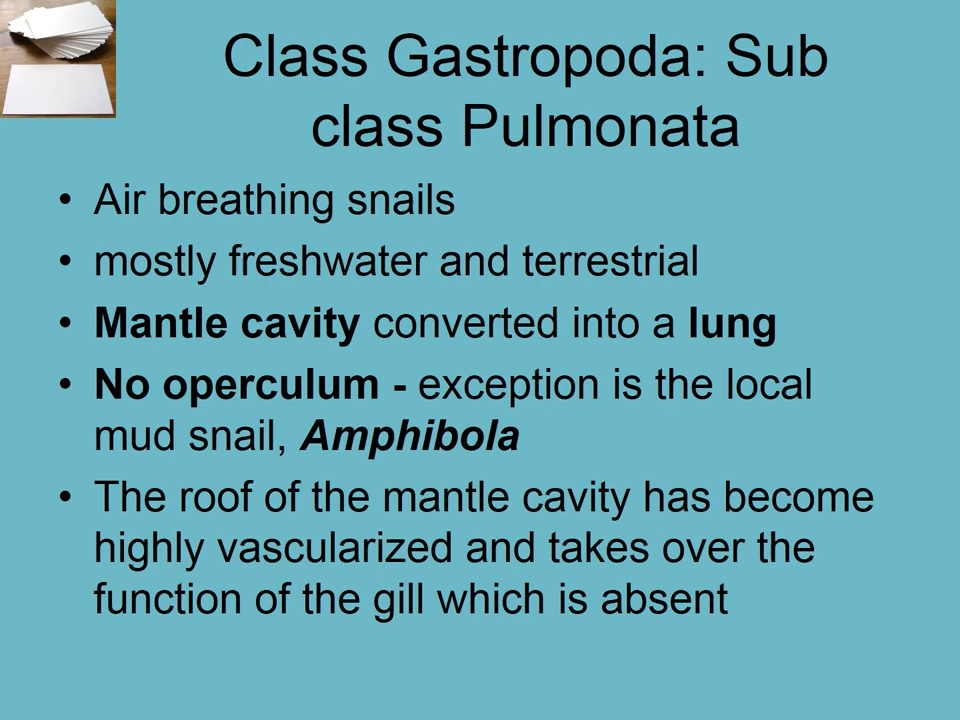 Class Gastropoda: Sub
class Pulmonata
• Air breathing snails
• mostly freshwater and terrestrial
• Mantle cavity converted into a lung
• No operculum - exception is the local
mud snail, Amphibola
• The roof of the mantle cavity has become
highly vascularized and takes over the
function of the gill which is absent